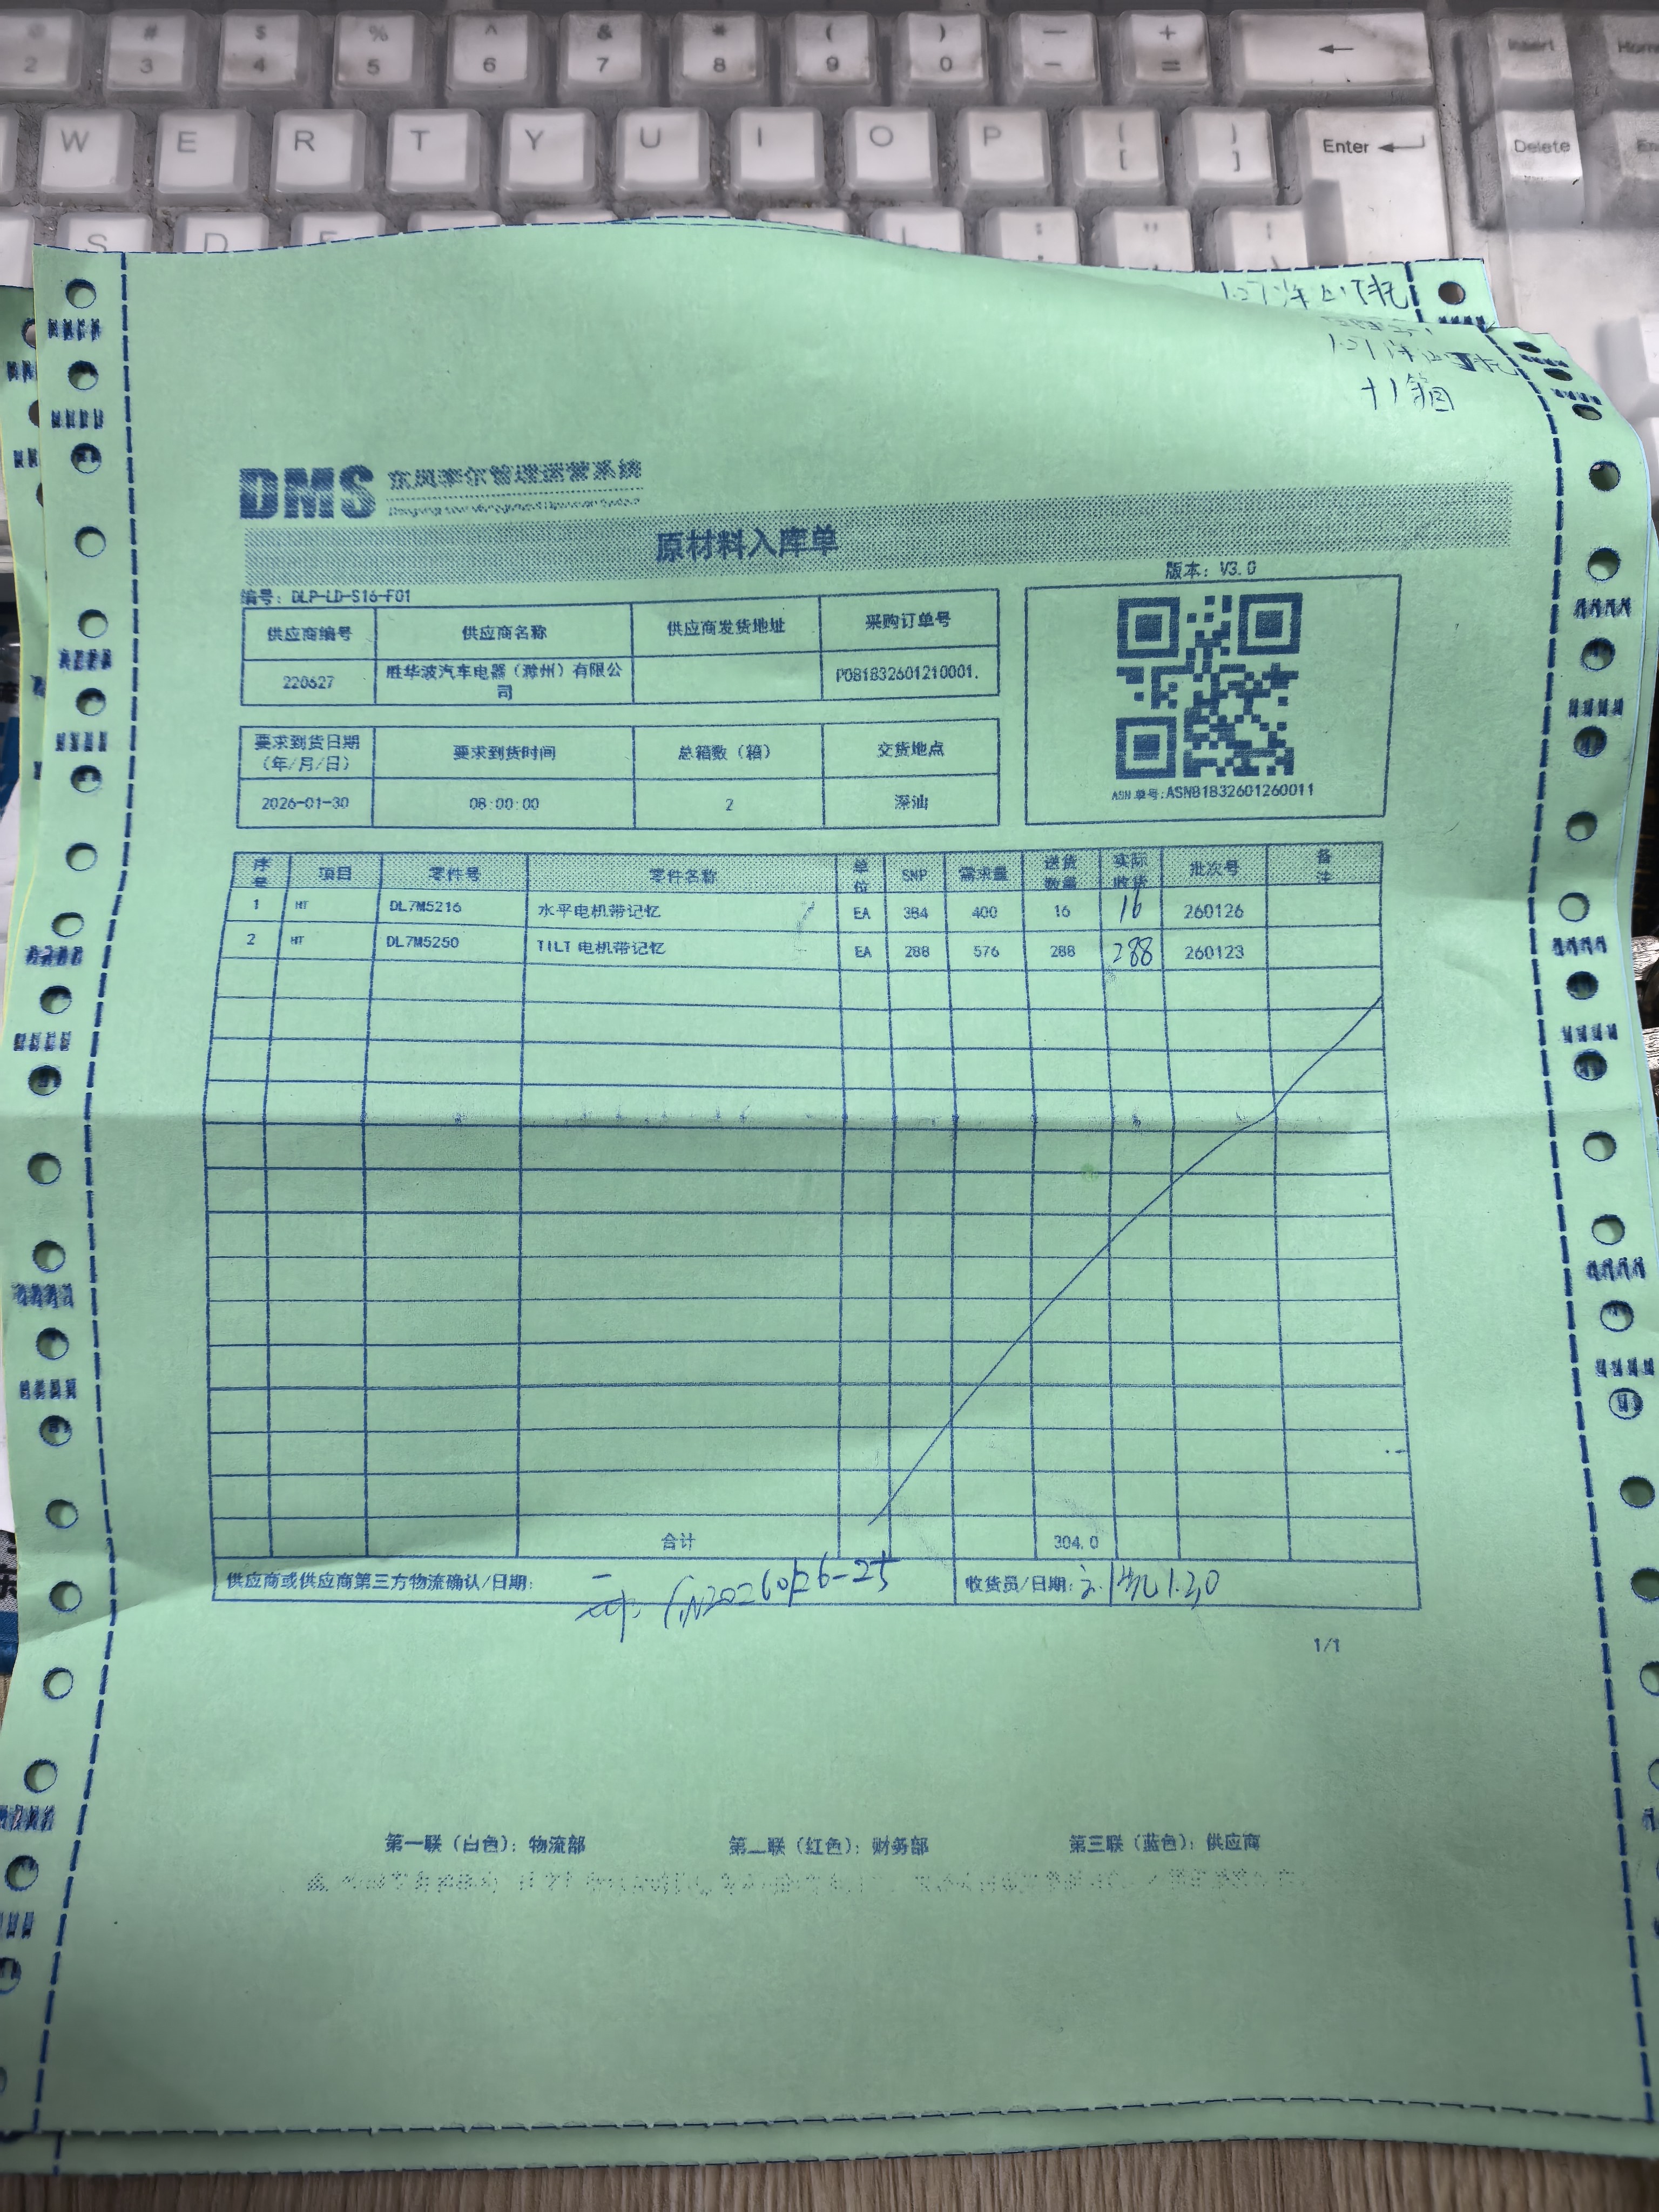 @ 2
# 3
$ 4
% 5
^ 6
& 7
* 8
( 9
) 0
— -
+ =
Insert
Home
W E R T Y U I O P { [ } ]
Enter
Delete
S D F L
十1箱
DMS 东风李尔管理运营系统
原材料入库单
版本：V3.0
编号：DLP-LD-S16-F01
供应商编号 供应商名称 供应商发货地址 采购订单号
220627 胜华波汽车电器（滁州）有限公司 POB1832601210001.
要求到货日期（年/月/日） 要求到货时间 总箱数（箱） 交货地点
2026-01-30 08:00:00 2 深汕
ASN单号:ASNB1832601260011
序号 项目 零件号 零件名称 单位 SNP 需求量 送货数量 实际收货 批次号 备注
1 HT DL7M5216 水平电机带记忆 EA 384 400 16 16 260126
2 HT DL7M5250 TILT 电机带记忆 EA 288 576 288 288 260123
合计 304.0
供应商或供应商第三方物流确认/日期：
收货员/日期：
1/1
第一联（白色）：物流部 第二联（红色）：财务部 第三联（蓝色）：供应商